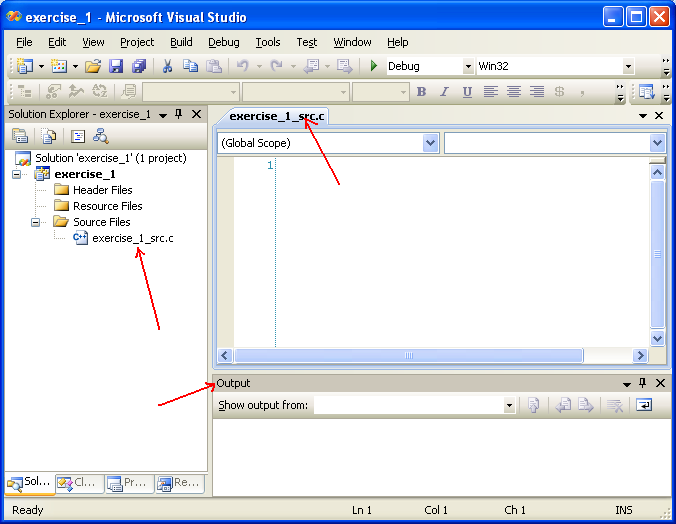 exercise_1 - Microsoft Visual Studio
File Edit View Project Build Debug Tools Test Window Help
Debug Win32
B I U $ ,
Solution Explorer - exercise_1
exercise_1_src.c
(Global Scope)
Solution 'exercise_1' (1 project)
exercise_1
Header Files
Resource Files
Source Files
C++ exercise_1_src.c
1
Output
Show output from:
Sol... Cl... Pr... Re...
Ready Ln 1 Col 1 Ch 1 INS